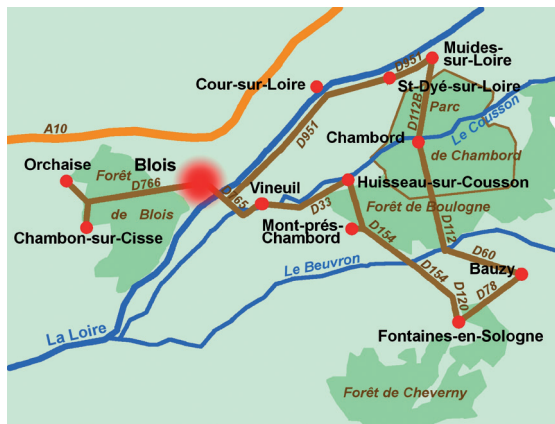 Muides-
sur-Loire
D951
Cour-sur-Loire
St-Dyé-sur-Loire
Parc
D112B
Le Cousson
A10
D951
Chambord
de Chambord
Orchaise
Blois
Forêt
D766
D165
Vineuil
Huisseau-sur-Cousson
D33
Forêt de Boulogne
de Blois
Chambon-sur-Cisse
Mont-prés-
Chambord
D154
D112
Le Beuvron
D154
D60
Bauzy
D120
D78
La Loire
Fontaines-en-Sologne
Forêt de Cheverny